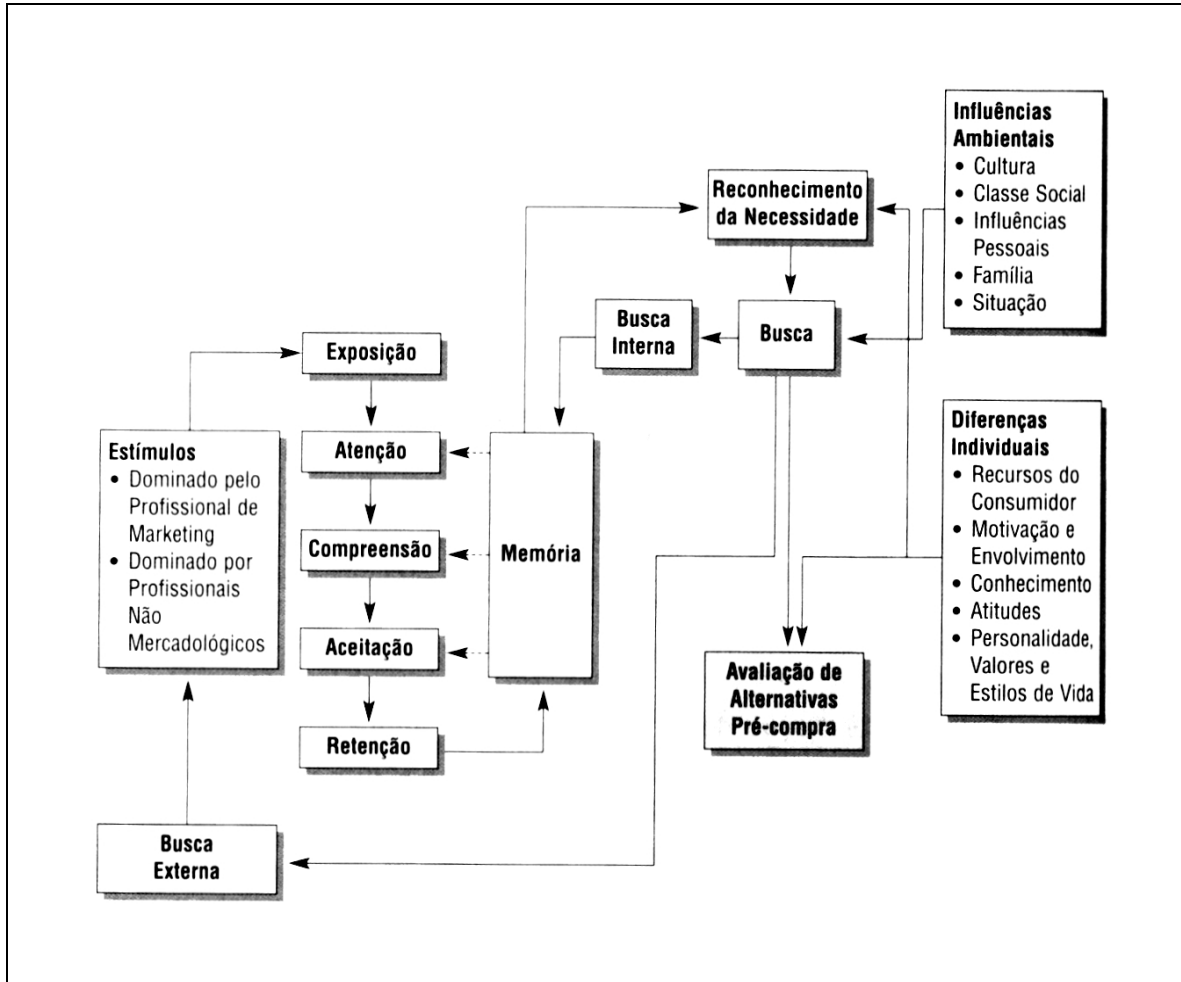 Influências
Ambientais
• Cultura
• Classe Social
• Influências
Pessoais
• Família
• Situação
Reconhecimento
da Necessidade
Busca
Interna
Busca
Exposição
Estímulos
• Dominado pelo
Profissional de
Marketing
• Dominado por
Profissionais
Não
Mercadológicos
Atenção
Compreensão
Aceitação
Retenção
Memória
Diferenças
Individuais
• Recursos do
Consumidor
• Motivação e
Envolvimento
• Conhecimento
• Atitudes
• Personalidade,
Valores e
Estilos de Vida
Avaliação de
Alternativas
Pré-compra
Busca
Externa